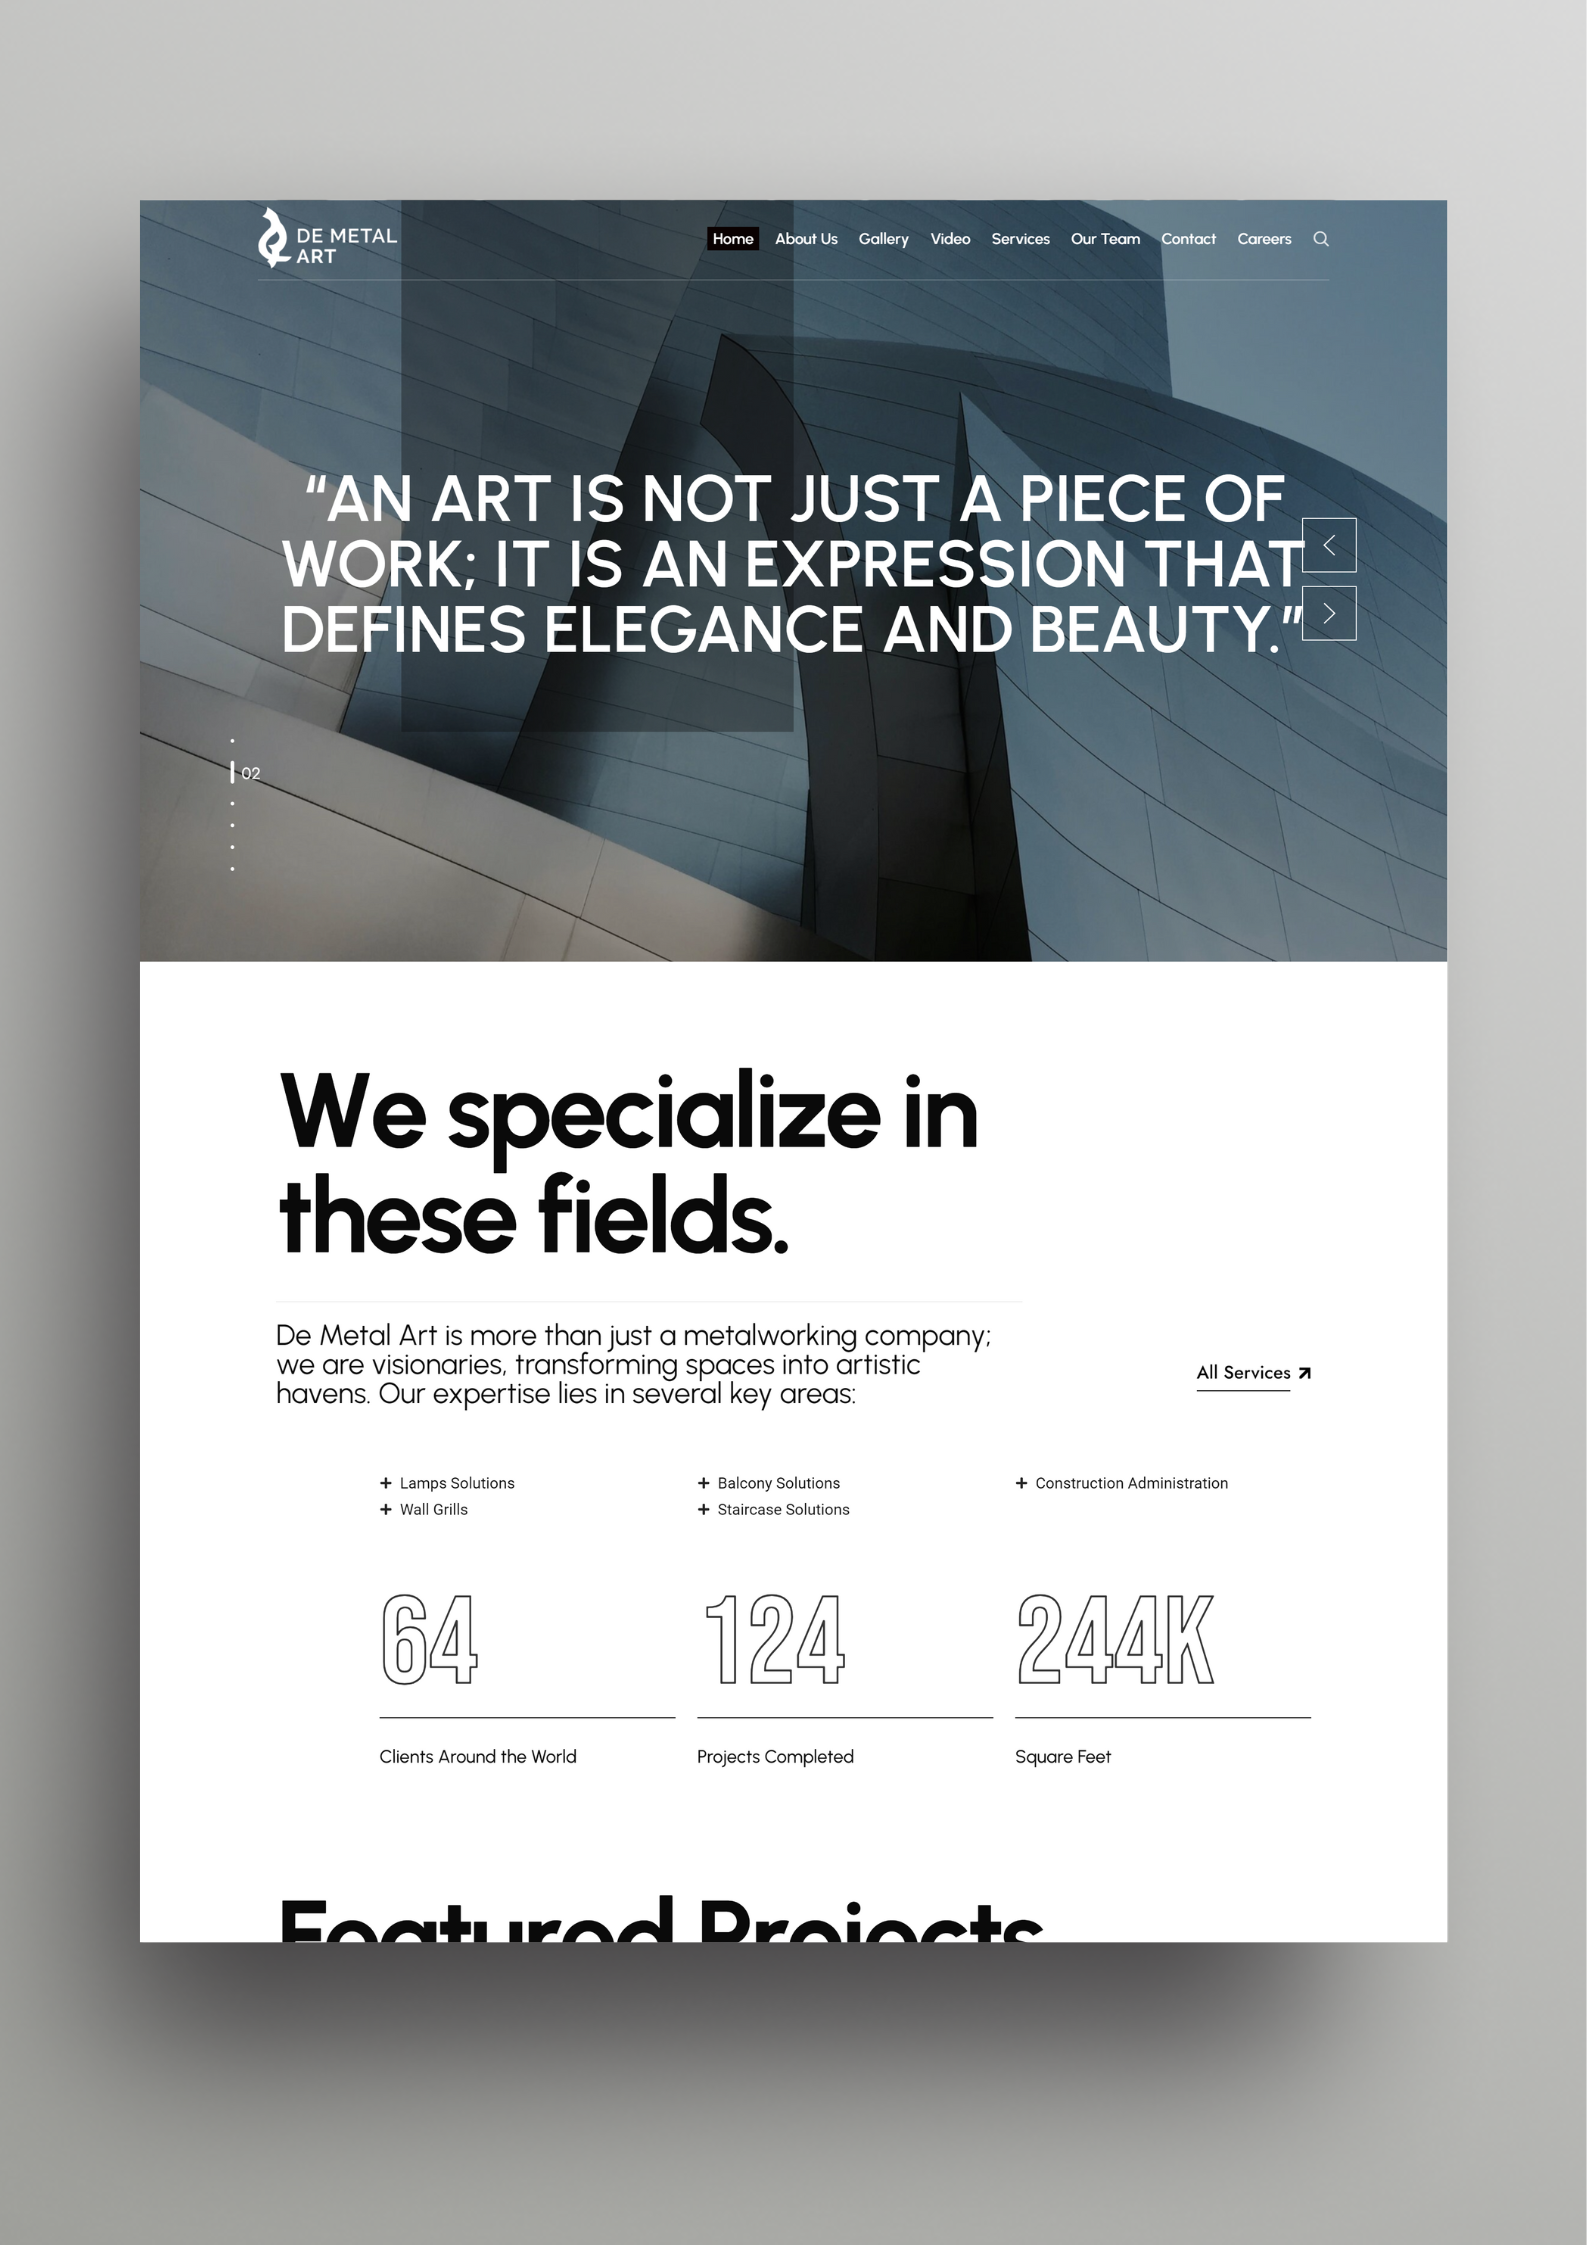 DE METAL
ART
Home About Us Gallery Video Services Our Team Contact Careers
“AN ART IS NOT JUST A PIECE OF
WORK; IT IS AN EXPRESSION THAT
DEFINES ELEGANCE AND BEAUTY.”
02
We specialize in
these fields.
De Metal Art is more than just a metalworking company;
we are visionaries, transforming spaces into artistic
havens. Our expertise lies in several key areas:
All Services
+ Lamps Solutions
+ Wall Grills
+ Balcony Solutions
+ Staircase Solutions
+ Construction Administration
64
Clients Around the World
124
Projects Completed
244K
Square Feet
Featured Projects